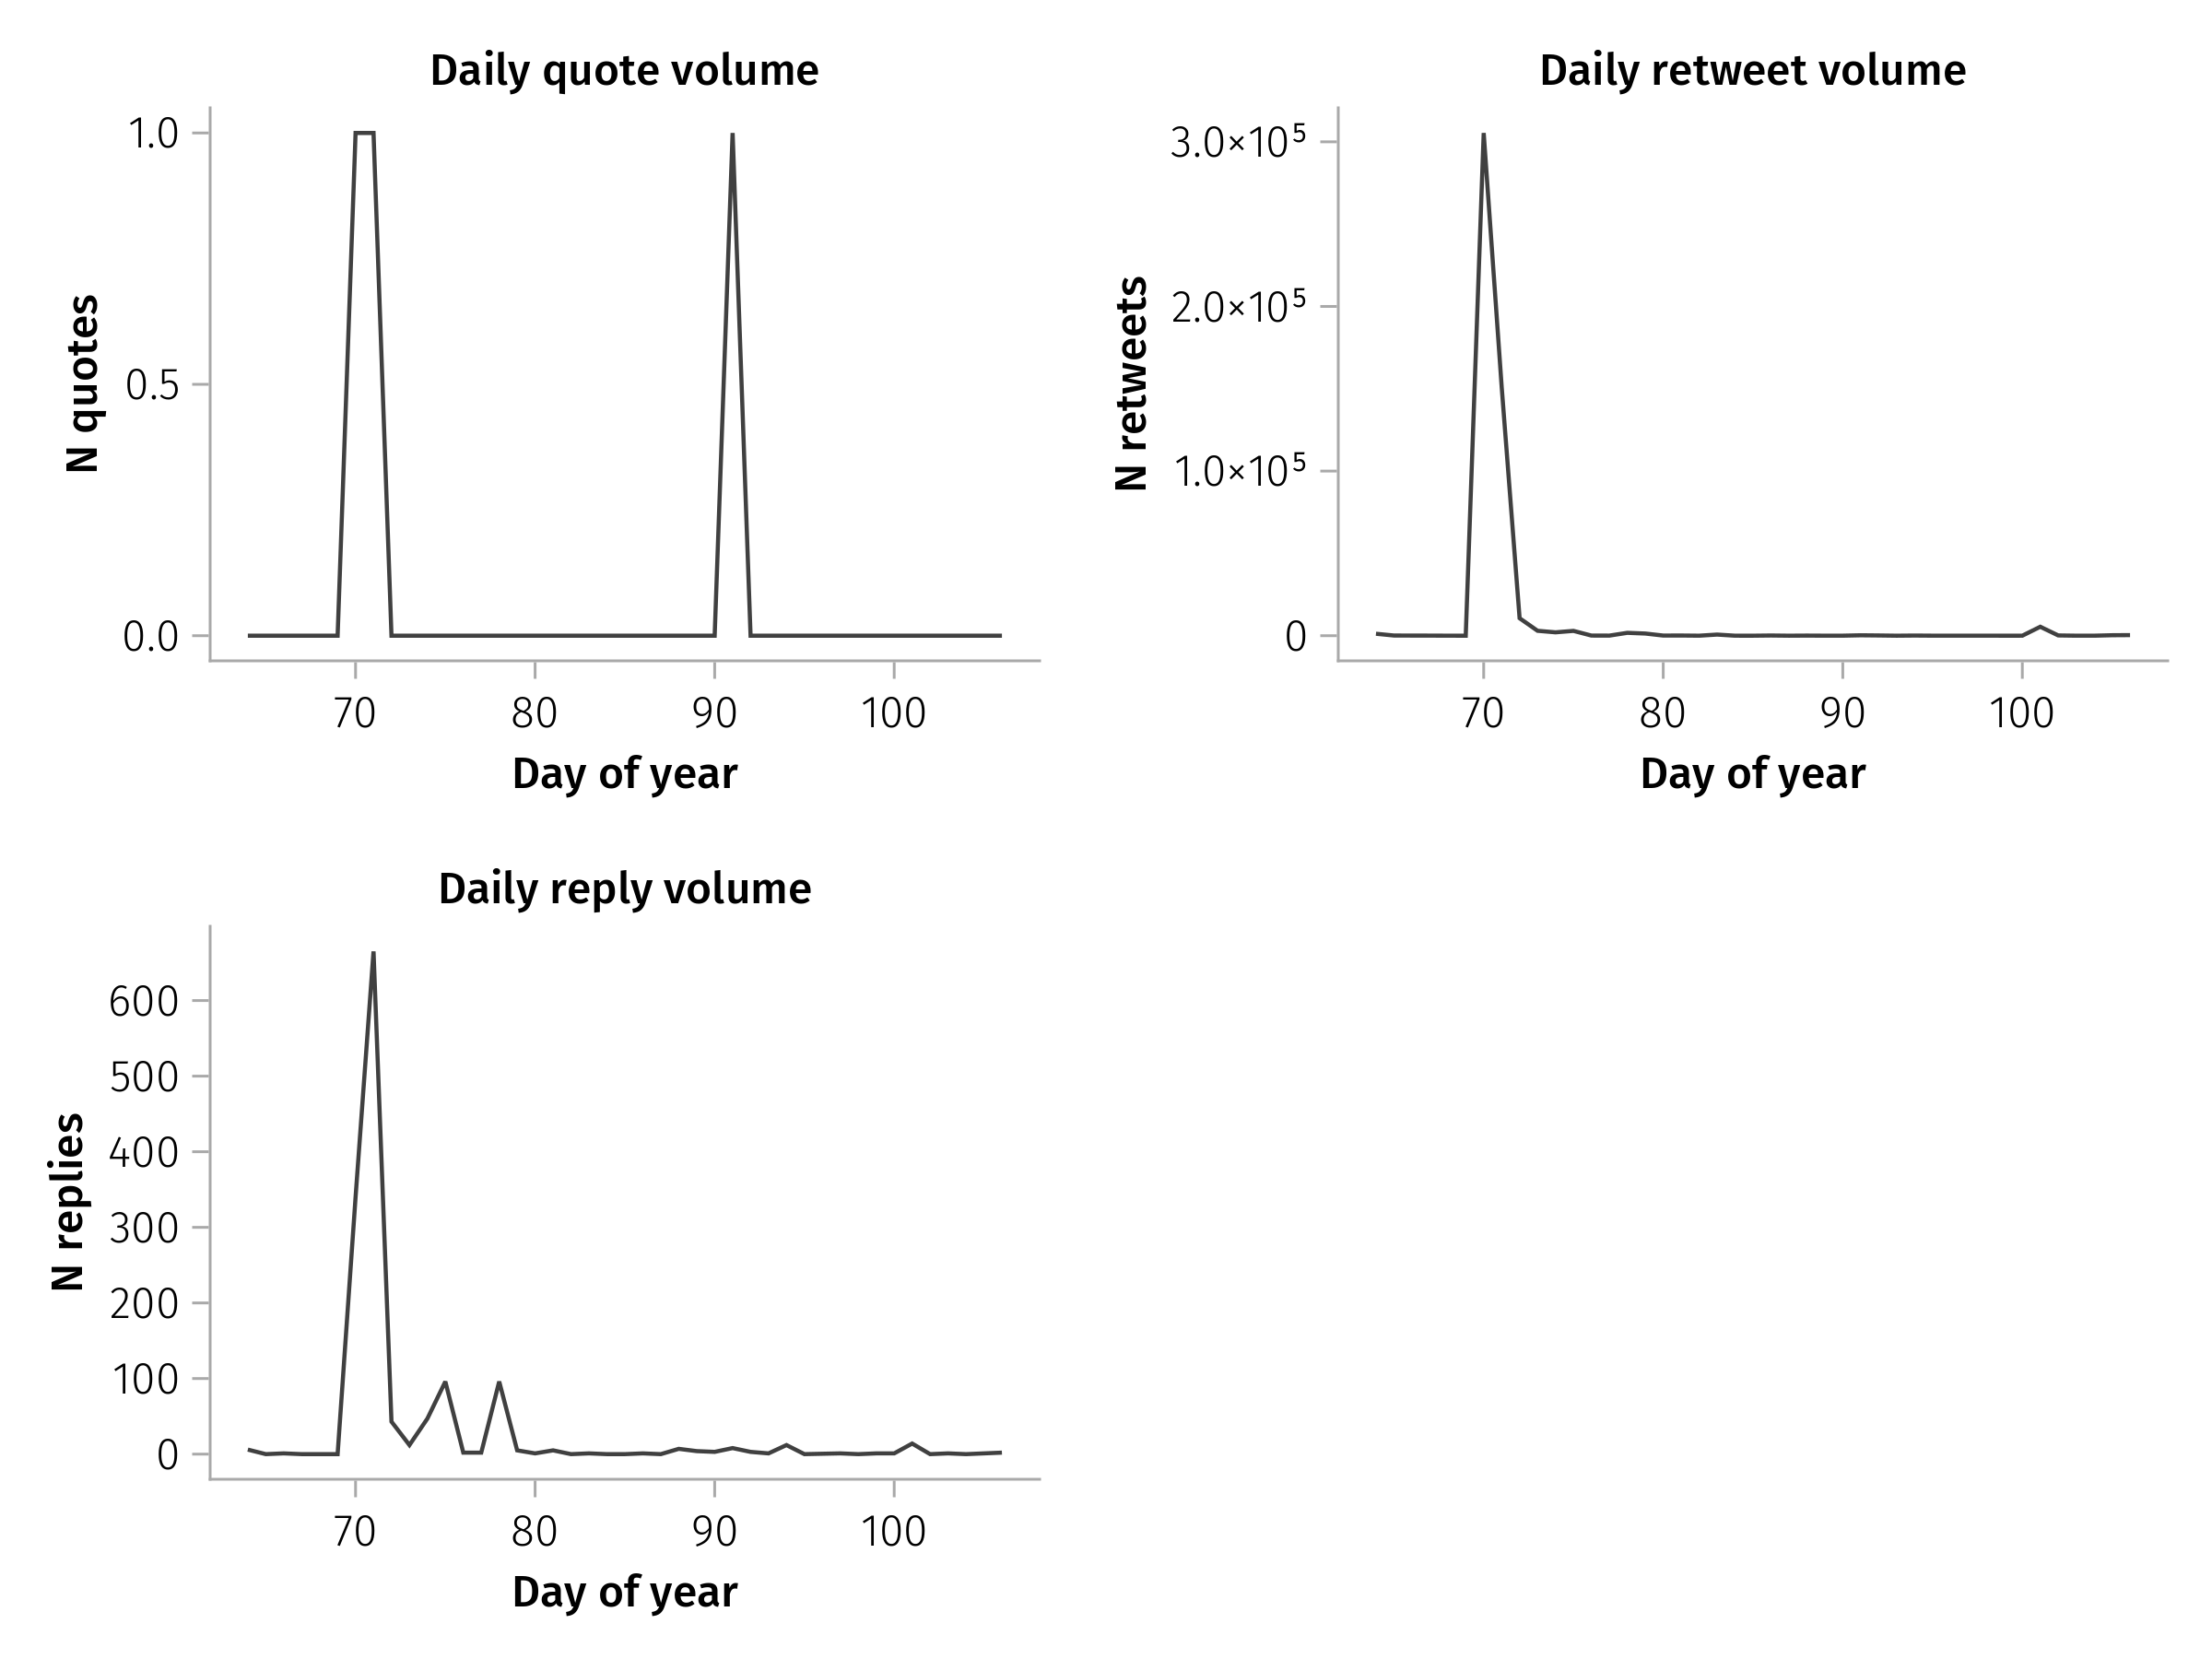 Daily quote volume
N quotes
1.0
0.5
0.0
70 80 90 100
Day of year
Daily retweet volume
N retweets
3.0×10⁵
2.0×10⁵
1.0×10⁵
0
70 80 90 100
Day of year
Daily reply volume
N replies
600
500
400
300
200
100
0
70 80 90 100
Day of year